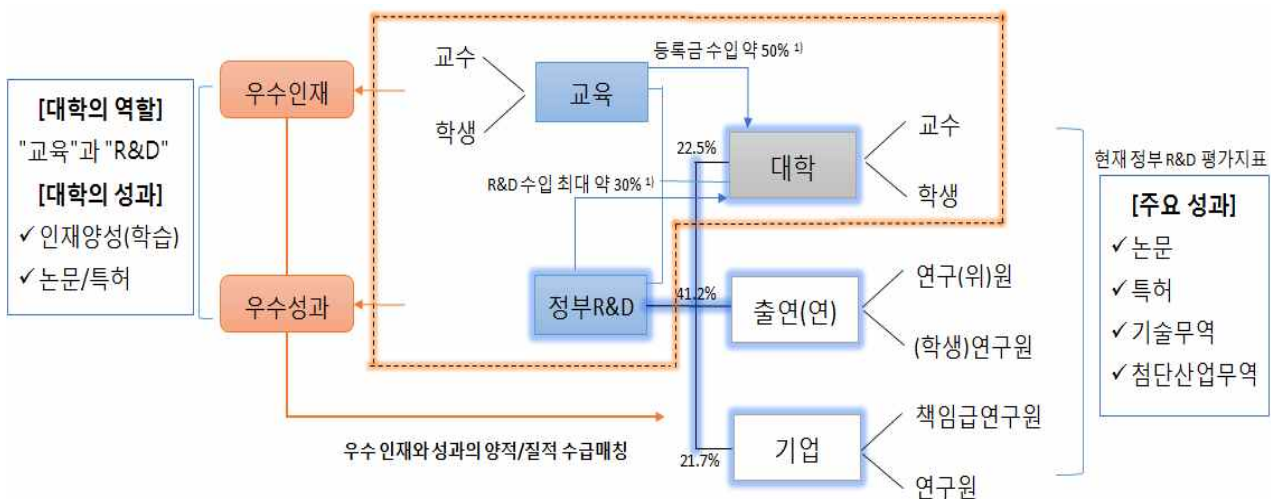 [대학의 역할]
"교육"과 "R&D"
[대학의 성과]
✓ 인재양성(학습)
✓ 논문/특허
우수인재
우수성과
교수
학생
교육
등록금 수입 약 50% 1)
R&D 수입 최대 약 30% 1)
정부R&D
22.5%
41.2%
21.7%
대학
교수
학생
출연(연)
연구(위)원
(학생)연구원
기업
책임급연구원
연구원
우수 인재와 성과의 양적/질적 수급매칭
현재 정부 R&D 평가지표
[주요 성과]
✓ 논문
✓ 특허
✓ 기술무역
✓ 첨단산업무역